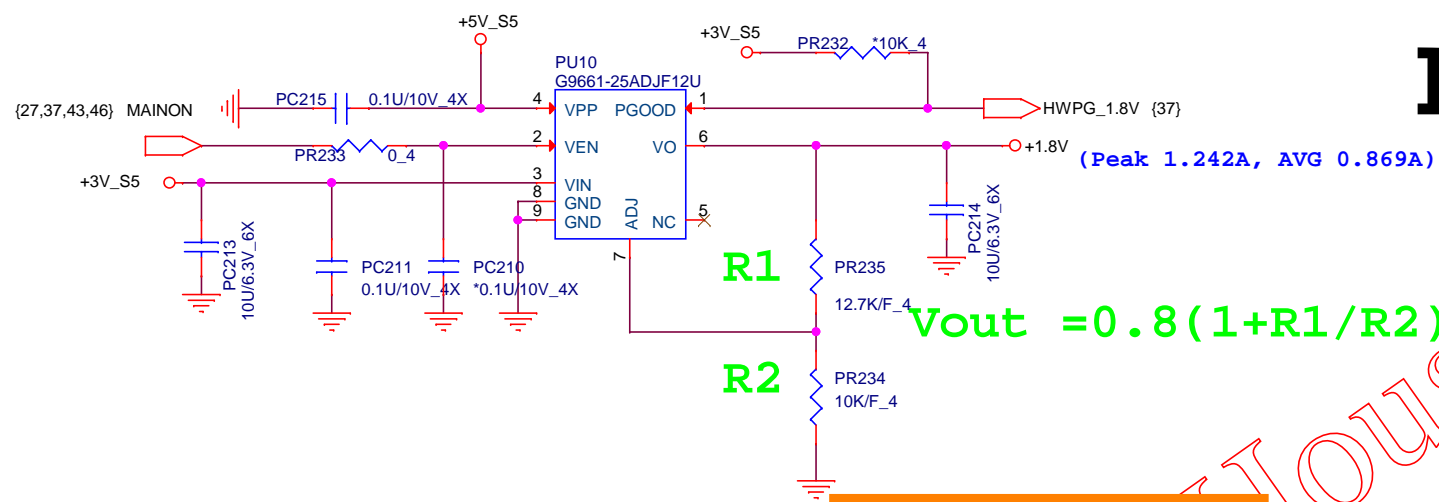 +5V_S5
+3V_S5
PR232 *10K_4
PU10
G9661-25ADJF12U
PC215 0.1U/10V_4X
4 VPP PGOOD 1
HWPG_1.8V {37}
{27,37,43,46} MAINON
2 VEN VO 6
+1.8V
PR233 0_4
(Peak 1.242A, AVG 0.869A)
+3V_S5
3 VIN
8 GND
9 GND
ADJ
NC 5
7
PC213
10U/6.3V_6X
PC211
0.1U/10V_4X
PC210
*0.1U/10V_4X
PC214
10U/6.3V_6X
R1
PR235
12.7K/F_4
Vout =0.8(1+R1/R2)
R2
PR234
10K/F_4